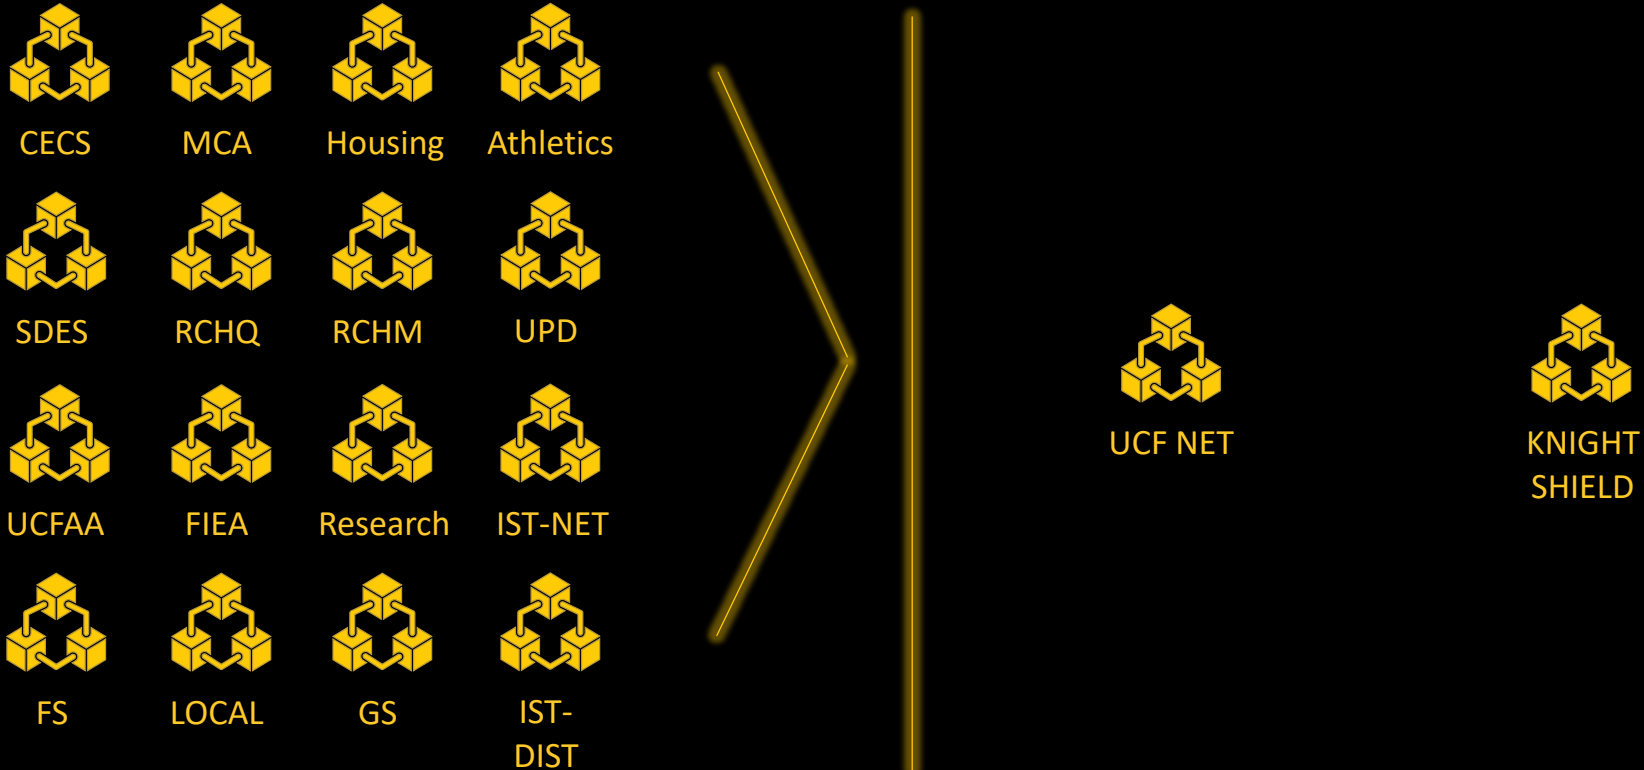 CECS
MCA
Housing
Athletics
SDES
RCHQ
RCHM
UPD
UCFAA
FIEA
Research
IST-NET
FS
LOCAL
GS
IST-
DIST
UCF NET
KNIGHT
SHIELD